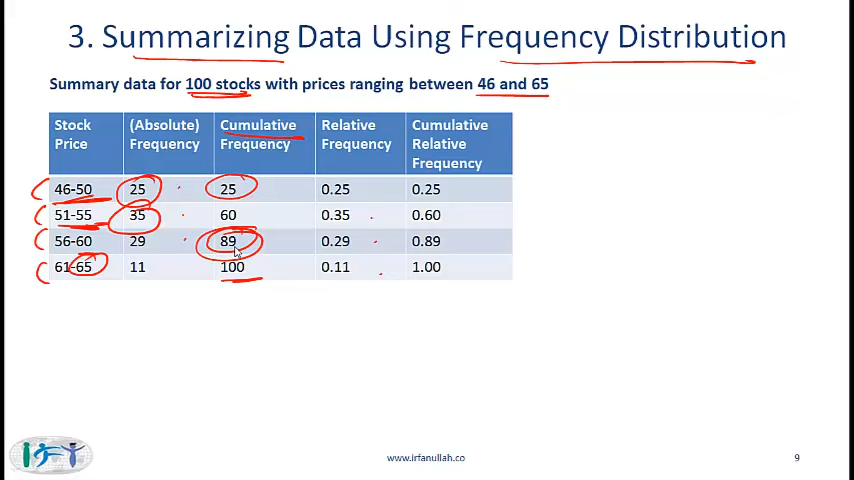 3. Summarizing Data Using Frequency Distribution
Summary data for 100 stocks with prices ranging between 46 and 65
Stock Price (Absolute) Frequency Cumulative Frequency Relative Frequency Cumulative Relative Frequency
46-50 25 25 0.25 0.25
51-55 35 60 0.35 0.60
56-60 29 89 0.29 0.89
61-65 11 100 0.11 1.00
www.irfanullah.co
9